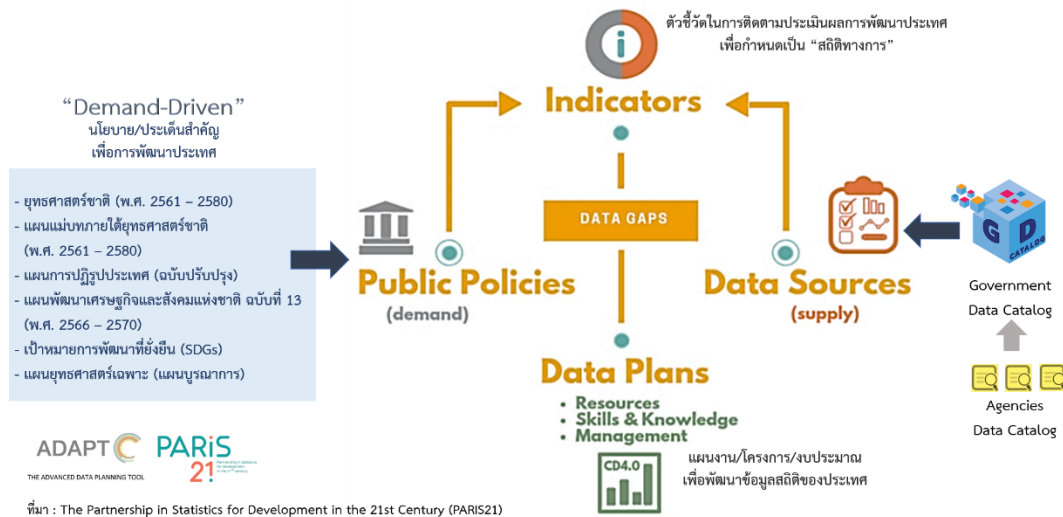 ตัวชี้วัดในการติดตามประเมินผลการพัฒนาประเทศ
เพื่อกำหนดเป็น “สถิติทางการ”
i
Indicators
“Demand-Driven”
นโยบาย/ประเด็นสำคัญ
เพื่อการพัฒนาประเทศ
- ยุทธศาสตร์ชาติ (พ.ศ. 2561 – 2580)
- แผนแม่บทภายใต้ยุทธศาสตร์ชาติ
(พ.ศ. 2561 – 2580)
- แผนการปฏิรูปประเทศ (ฉบับปรับปรุง)
- แผนพัฒนาเศรษฐกิจและสังคมแห่งชาติ ฉบับที่ 13
(พ.ศ. 2566 – 2570)
- เป้าหมายการพัฒนาที่ยั่งยืน (SDGs)
- แผนยุทธศาสตร์เฉพาะ (แผนบูรณาการ)
DATA GAPS
Public Policies
(demand)
Data Sources
(supply)
G D
CATALOG
Government
Data Catalog
Agencies
Data Catalog
Data Plans
Resources
Skills & Knowledge
Management
CD4.0
แผนงาน/โครงการ/งบประมาณ
เพื่อพัฒนาข้อมูลสถิติของประเทศ
ADAPT
THE ADVANCED DATA PLANNING TOOL
PARIS
21
Partnership in statistics
for development
in the 21st century
ที่มา : The Partnership in Statistics for Development in the 21st Century (PARIS21)